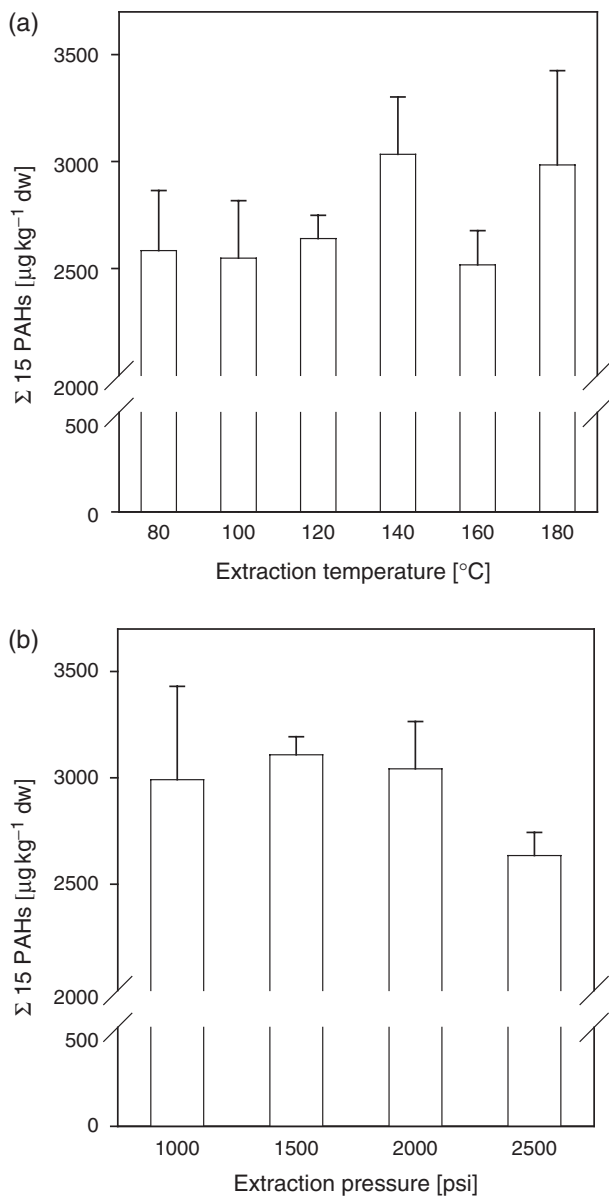 (a)
3500
3000
2500
2000
500
0
Σ 15 PAHs [µg kg⁻¹ dw]
80 100 120 140 160 180
Extraction temperature [°C]
(b)
3500
3000
2500
2000
500
0
Σ 15 PAHs [µg kg⁻¹ dw]
1000 1500 2000 2500
Extraction pressure [psi]